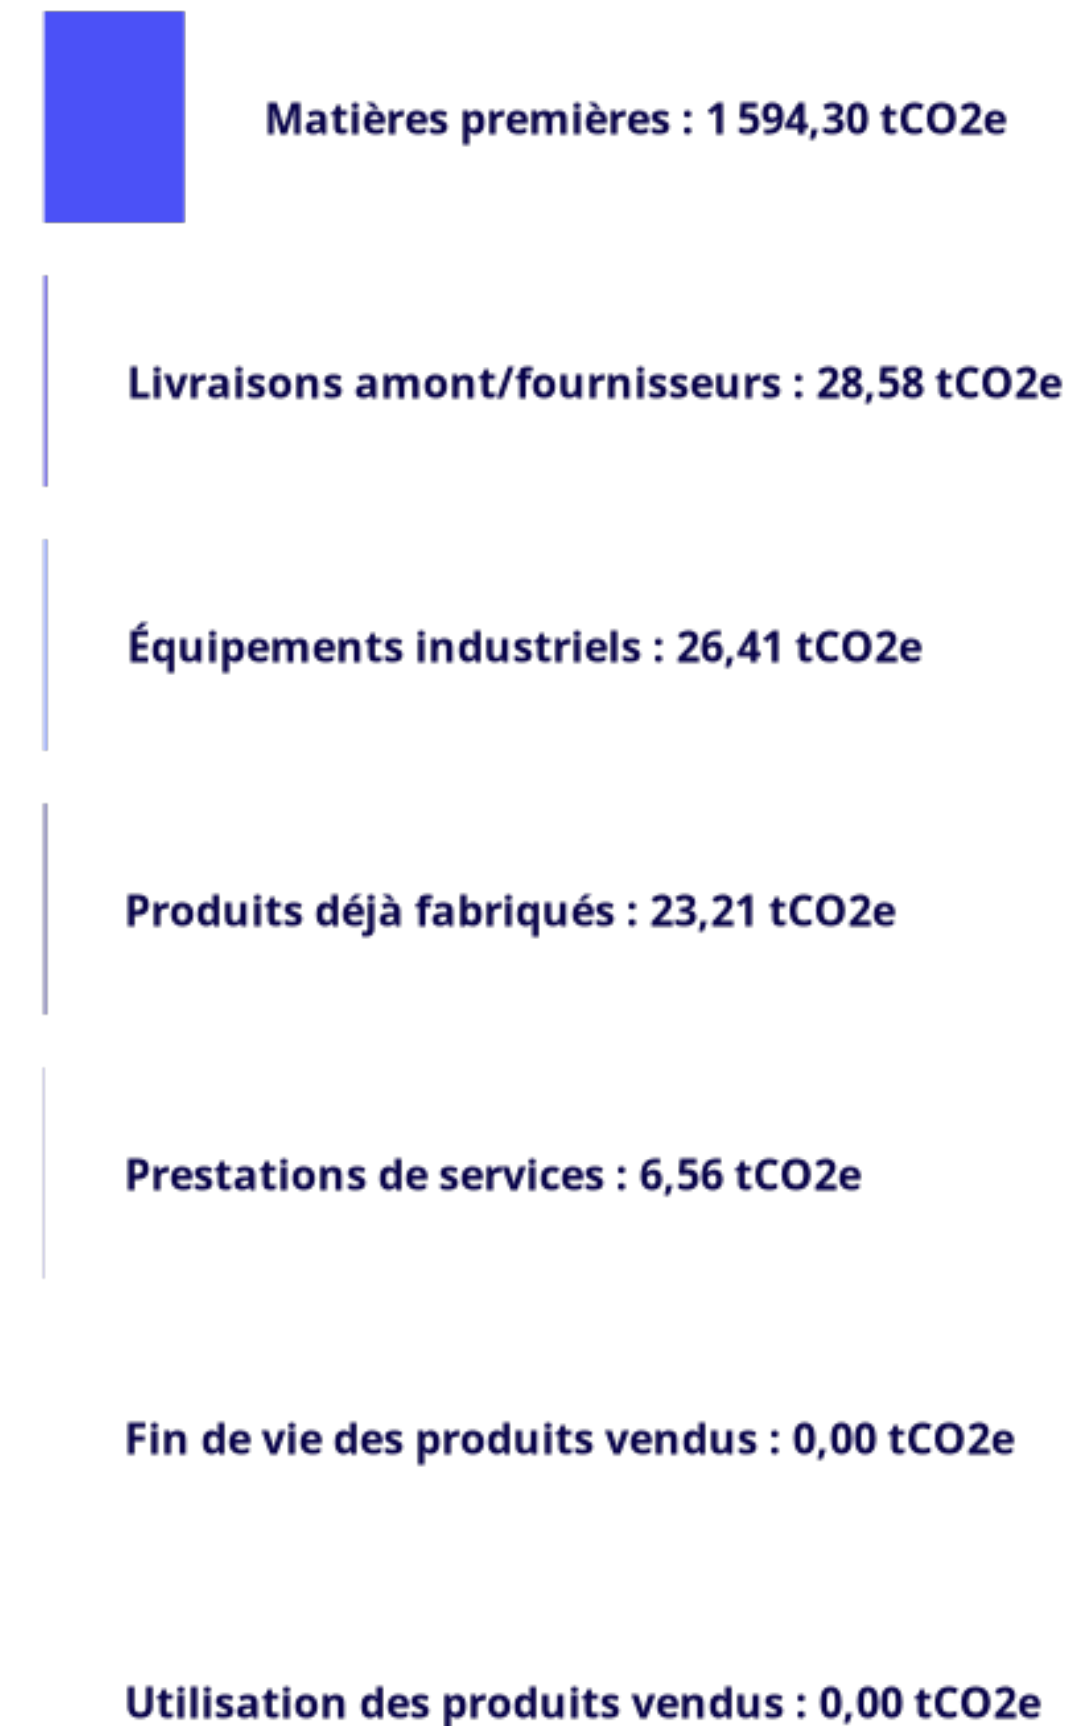 Matières premières : 1 594,30 tCO2e
Livraisons amont/fournisseurs : 28,58 tCO2e
Équipements industriels : 26,41 tCO2e
Produits déjà fabriqués : 23,21 tCO2e
Prestations de services : 6,56 tCO2e
Fin de vie des produits vendus : 0,00 tCO2e
Utilisation des produits vendus : 0,00 tCO2e